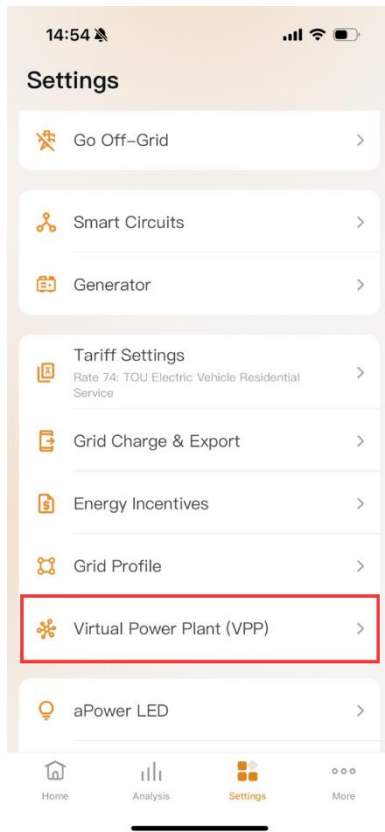 14:54
Settings
Go Off-Grid
Smart Circuits
Generator
Tariff Settings
Rate 74: TOU Electric Vehicle Residential
Service
Grid Charge & Export
Energy Incentives
Grid Profile
Virtual Power Plant (VPP)
aPower LED
Home Analysis Settings More